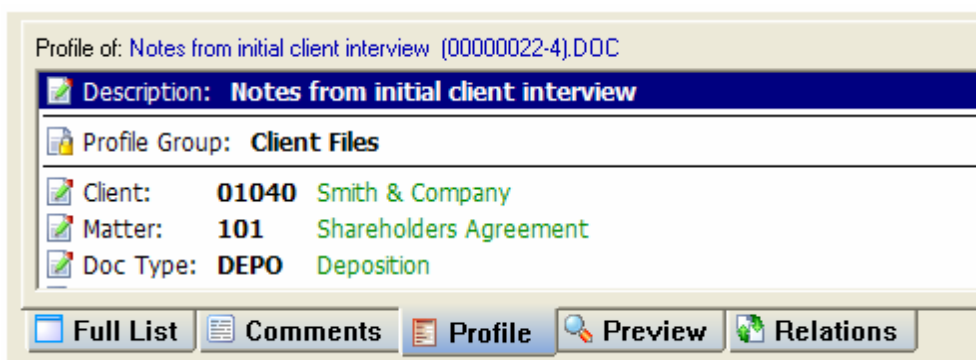 Profile of: Notes from initial client interview (00000022-4).DOC
Description: Notes from initial client interview
Profile Group: Client Files
Client: 01040 Smith & Company
Matter: 101 Shareholders Agreement
Doc Type: DEPO Deposition
Full List Comments Profile Preview Relations